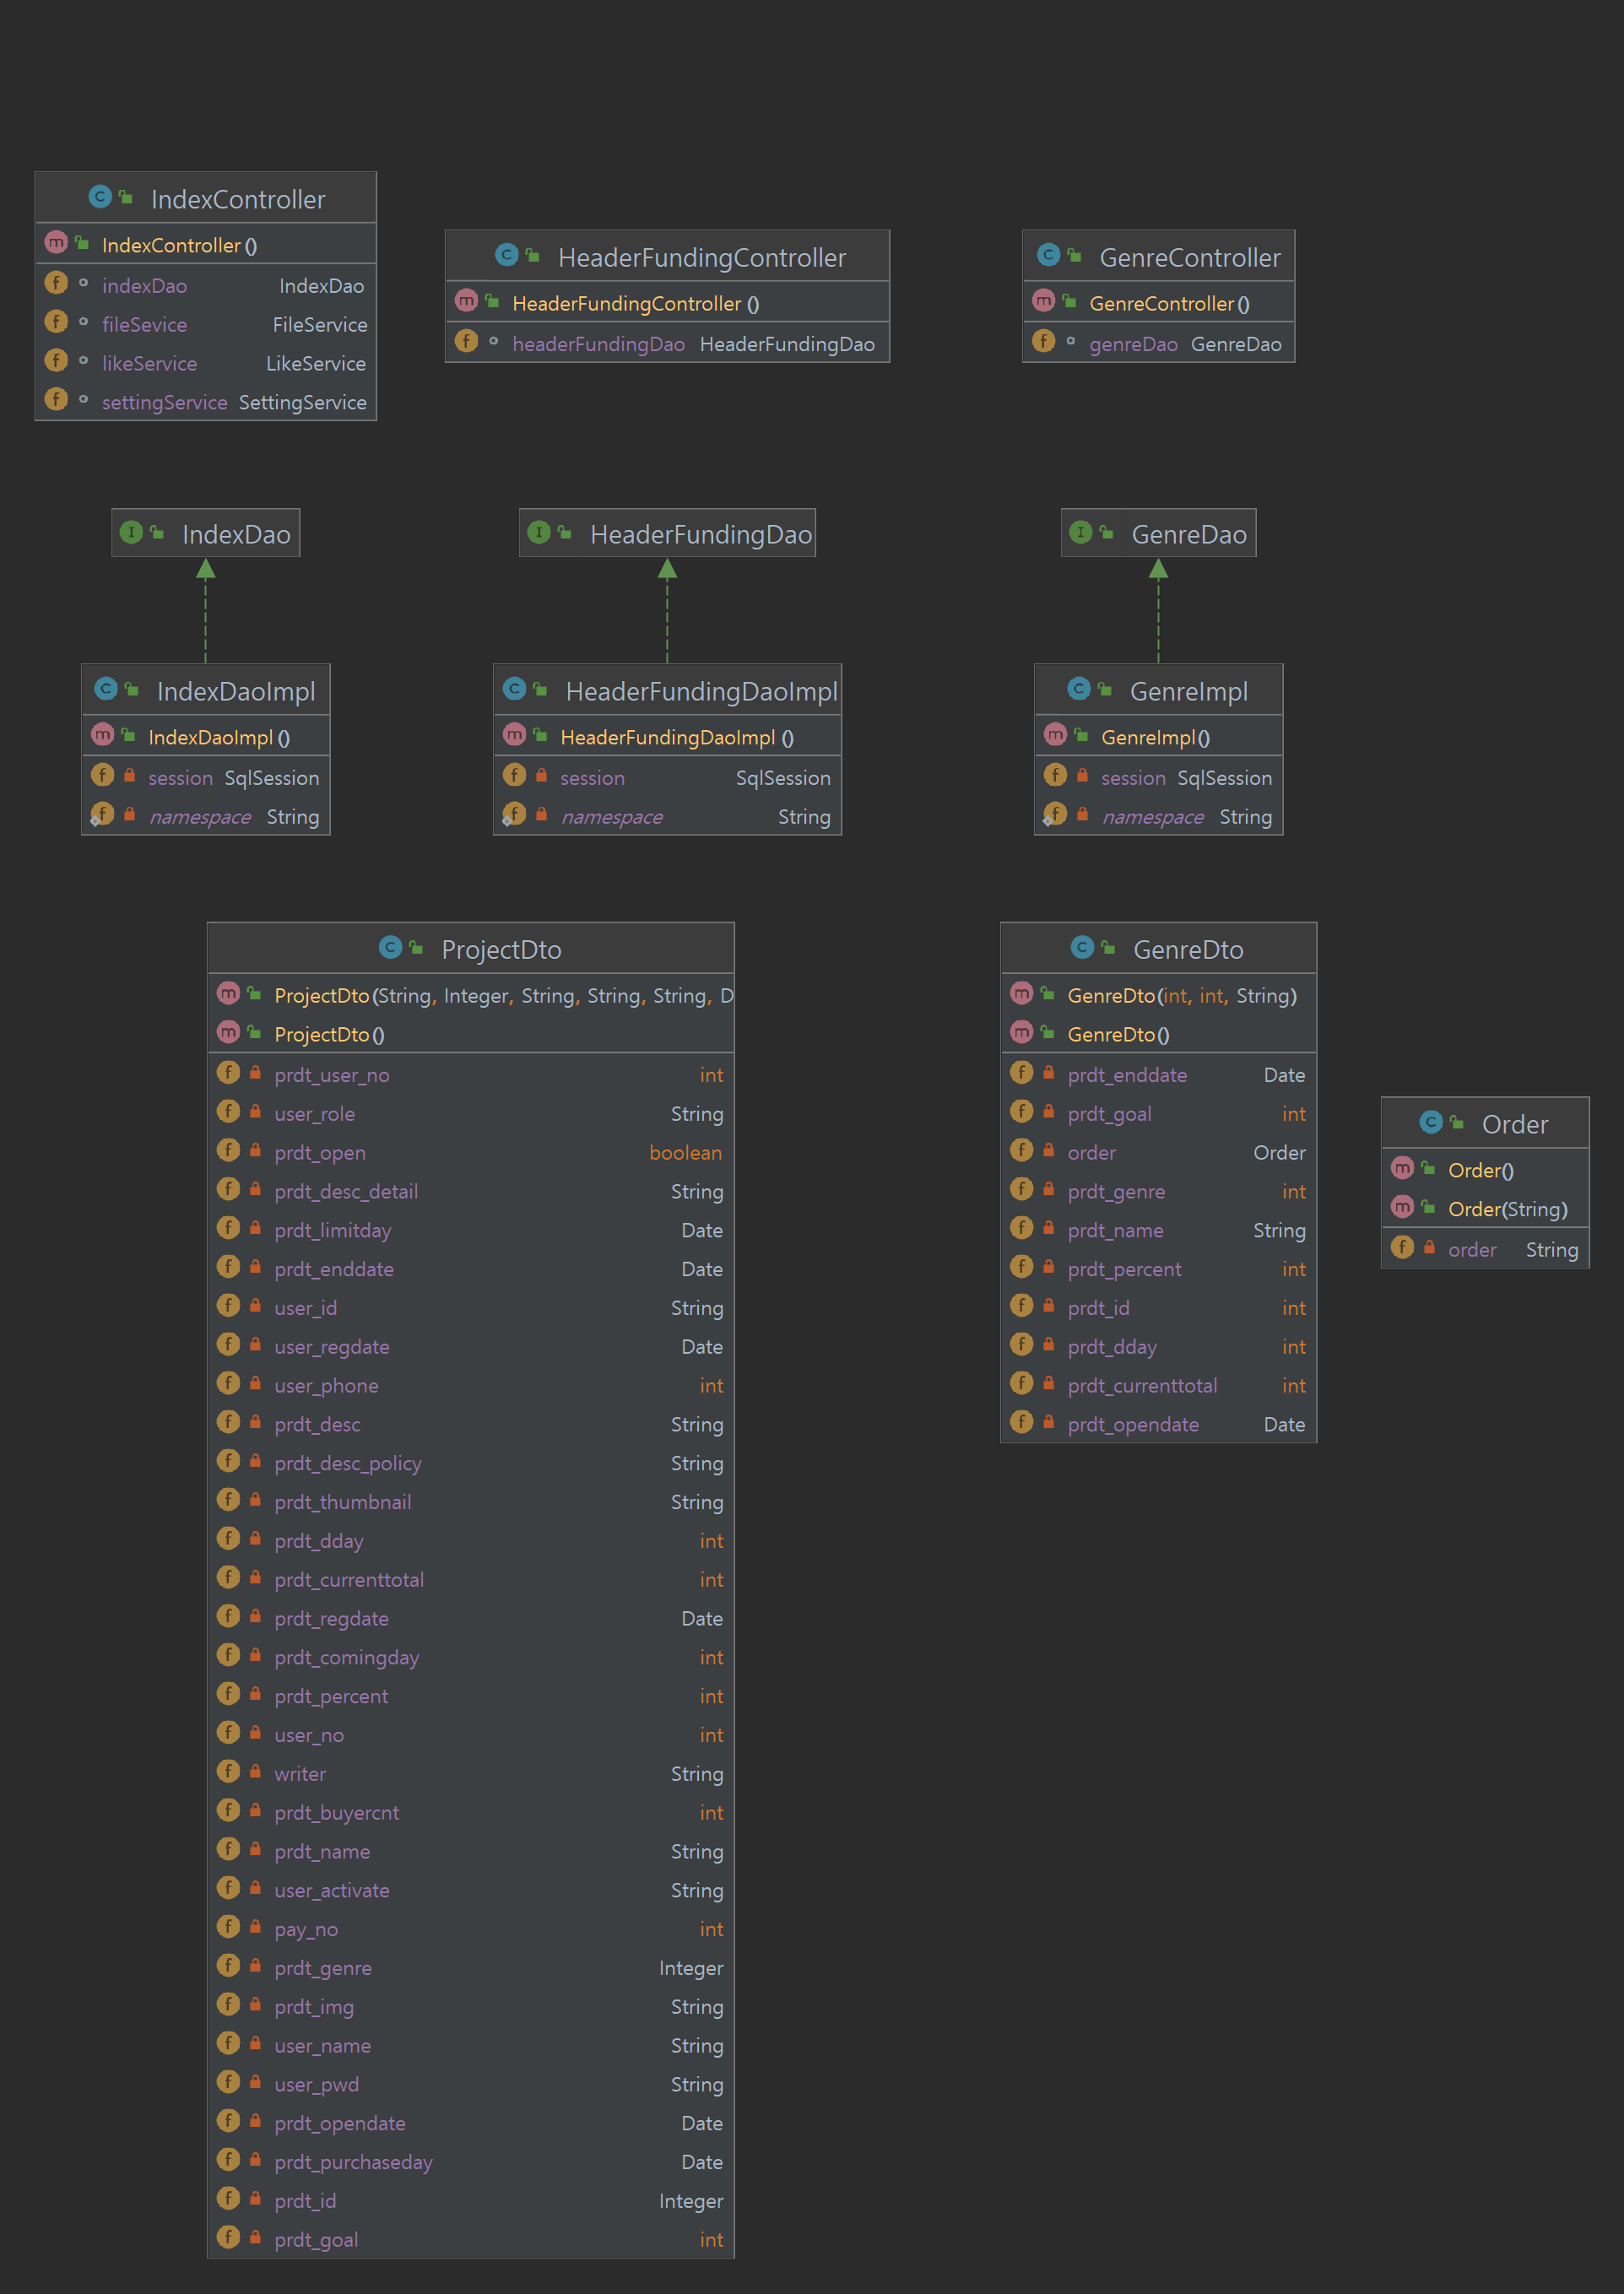 IndexController
IndexController()
indexDao IndexDao
fileSevice FileService
likeService LikeService
settingService SettingService
HeaderFundingController
HeaderFundingController ()
headerFundingDao HeaderFundingDao
GenreController
GenreController()
genreDao GenreDao
IndexDao
HeaderFundingDao
GenreDao
IndexDaoImpl
IndexDaoImpl()
session SqlSession
namespace String
HeaderFundingDaoImpl
HeaderFundingDaoImpl ()
session SqlSession
namespace String
GenreImpl
GenreImpl()
session SqlSession
namespace String
ProjectDto
ProjectDto(String, Integer, String, String, String, D
ProjectDto()
prdt_user_no int
user_role String
prdt_open boolean
prdt_desc_detail String
prdt_limitday Date
prdt_enddate Date
user_id String
user_regdate Date
user_phone int
prdt_desc String
prdt_desc_policy String
prdt_thumbnail String
prdt_dday int
prdt_currenttotal int
prdt_regdate Date
prdt_comingday int
prdt_percent int
user_no int
writer String
prdt_buyercnt int
prdt_name String
user_activate String
pay_no int
prdt_genre Integer
prdt_img String
user_name String
user_pwd String
prdt_opendate Date
prdt_purchaseday Date
prdt_id Integer
prdt_goal int
GenreDto
GenreDto(int, int, String)
GenreDto()
prdt_enddate Date
prdt_goal int
order Order
prdt_genre int
prdt_name String
prdt_percent int
prdt_id int
prdt_dday int
prdt_currenttotal int
prdt_opendate Date
Order
Order()
Order(String)
order String